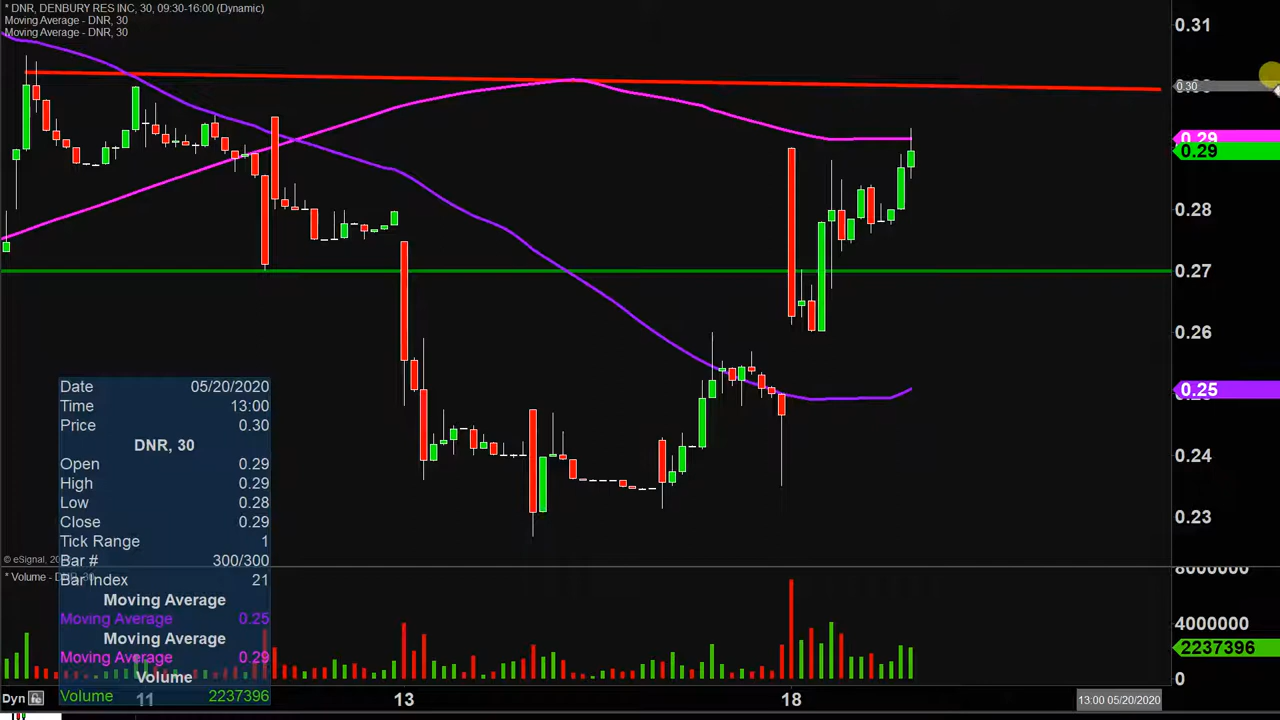 * DNR, DENBURY RES INC, 30, 09:30-16:00 (Dynamic)
Moving Average - DNR, 30
Moving Average - DNR, 30
0.31
0.30
0.29
0.29
0.28
0.27
0.26
0.25
0.24
0.23
Date 05/20/2020
Time 13:00
Price 0.30
DNR, 30
Open 0.29
High 0.29
Low 0.28
Close 0.29
Tick Range 1
Bar # 300/300
Bar Index 21
Moving Average
Moving Average 0.25
Moving Average
Moving Average 0.29
Volume
Volume 2237396
© eSignal,
* Volume -
8000000
4000000
2237396
0
Dyn
11
13
18
13:00 05/20/2020